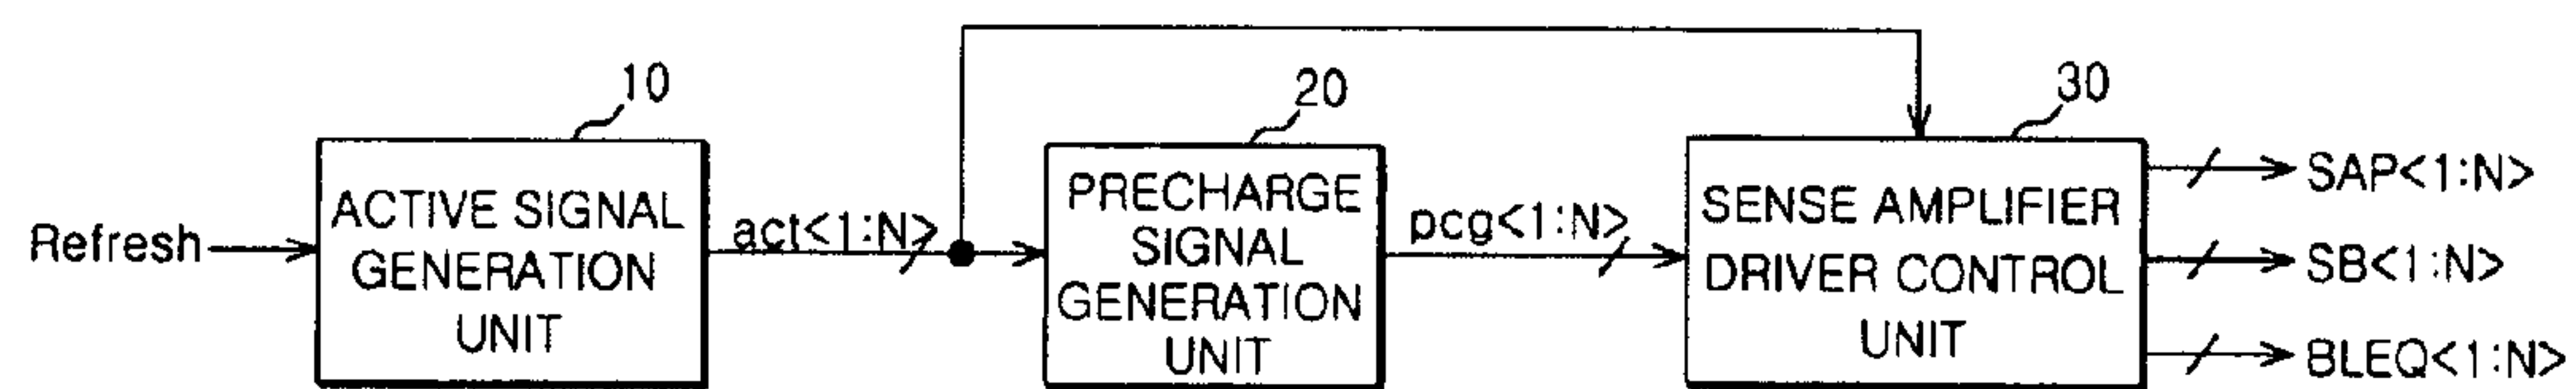 10
20
30
Refresh
ACTIVE SIGNAL
GENERATION
UNIT
act<1:N>
PRECHARGE
SIGNAL
GENERATION
UNIT
pcg<1:N>
SENSE AMPLIFIER
DRIVER CONTROL
UNIT
SAP<1:N>
SB<1:N>
BLEQ<1:N>